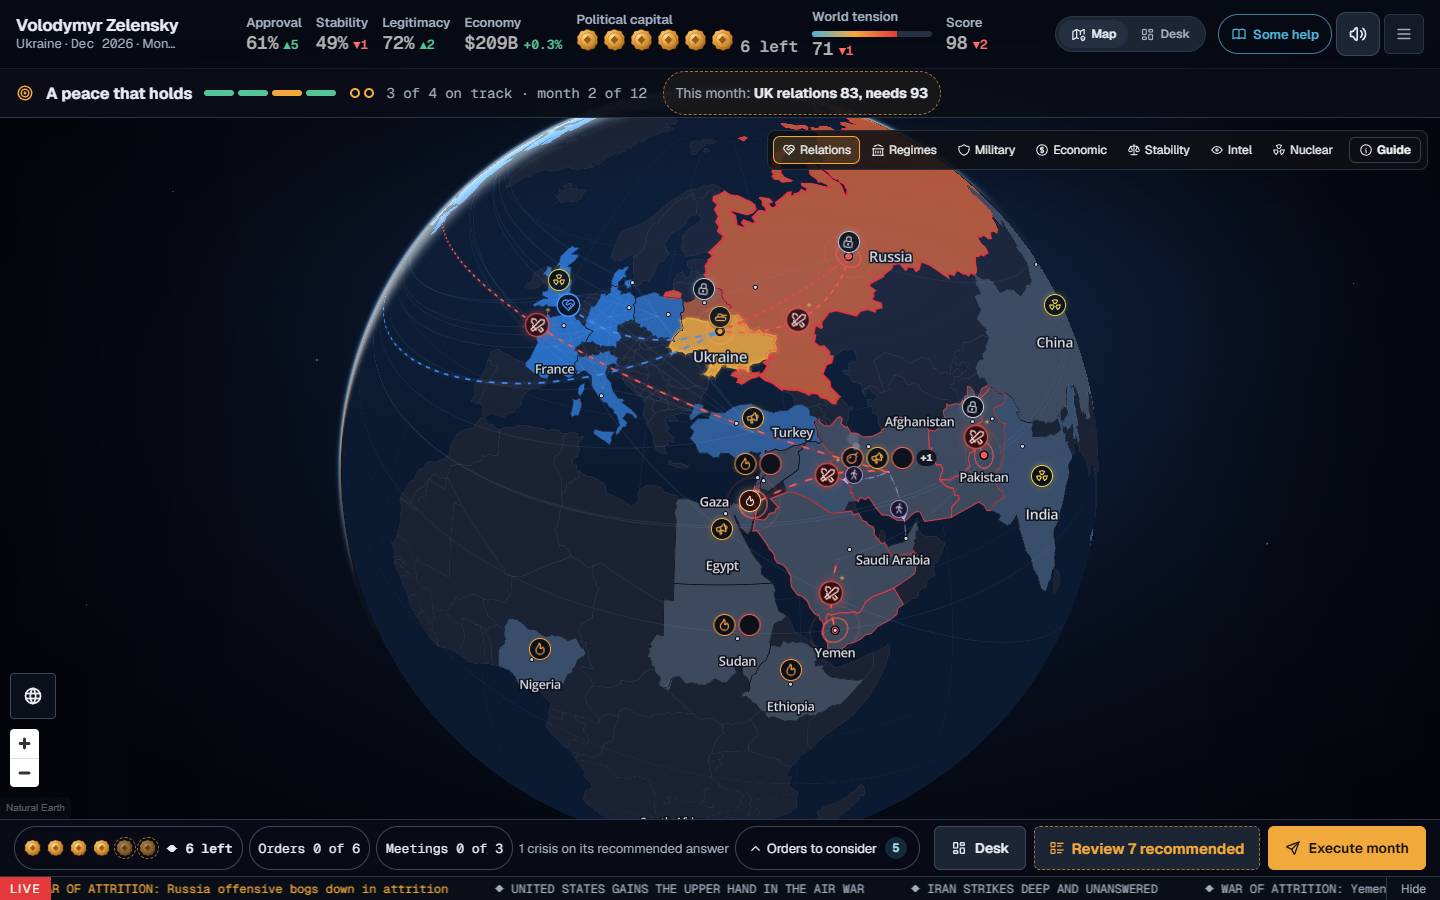 Volodymyr Zelensky
Ukraine · Dec 2026 · Mon...
Approval
61% ▲5
Stability
49% ▼1
Legitimacy
72% ▲2
Economy
$209B +0.3%
Political capital
6 left
World tension
71 ▼1
Score
98 ▼2
Map
Desk
Some help
A peace that holds
3 of 4 on track · month 2 of 12
This month: UK relations 83, needs 93
Relations
Regimes
Military
Economic
Stability
Intel
Nuclear
Guide
Russia
China
Ukraine
France
Turkey
Afghanistan
+1
Pakistan
Gaza
India
Egypt
Saudi Arabia
Yemen
Sudan
Nigeria
Ethiopia
Natural Earth
6 left
Orders 0 of 6
Meetings 0 of 3
1 crisis on its recommended answer
Orders to consider 5
Desk
Review 7 recommended
Execute month
LIVE
R OF ATTRITION: Russia offensive bogs down in attrition
◆ UNITED STATES GAINS THE UPPER HAND IN THE AIR WAR
◆ IRAN STRIKES DEEP AND UNANSWERED
◆ WAR OF ATTRITION: Yemen
Hide